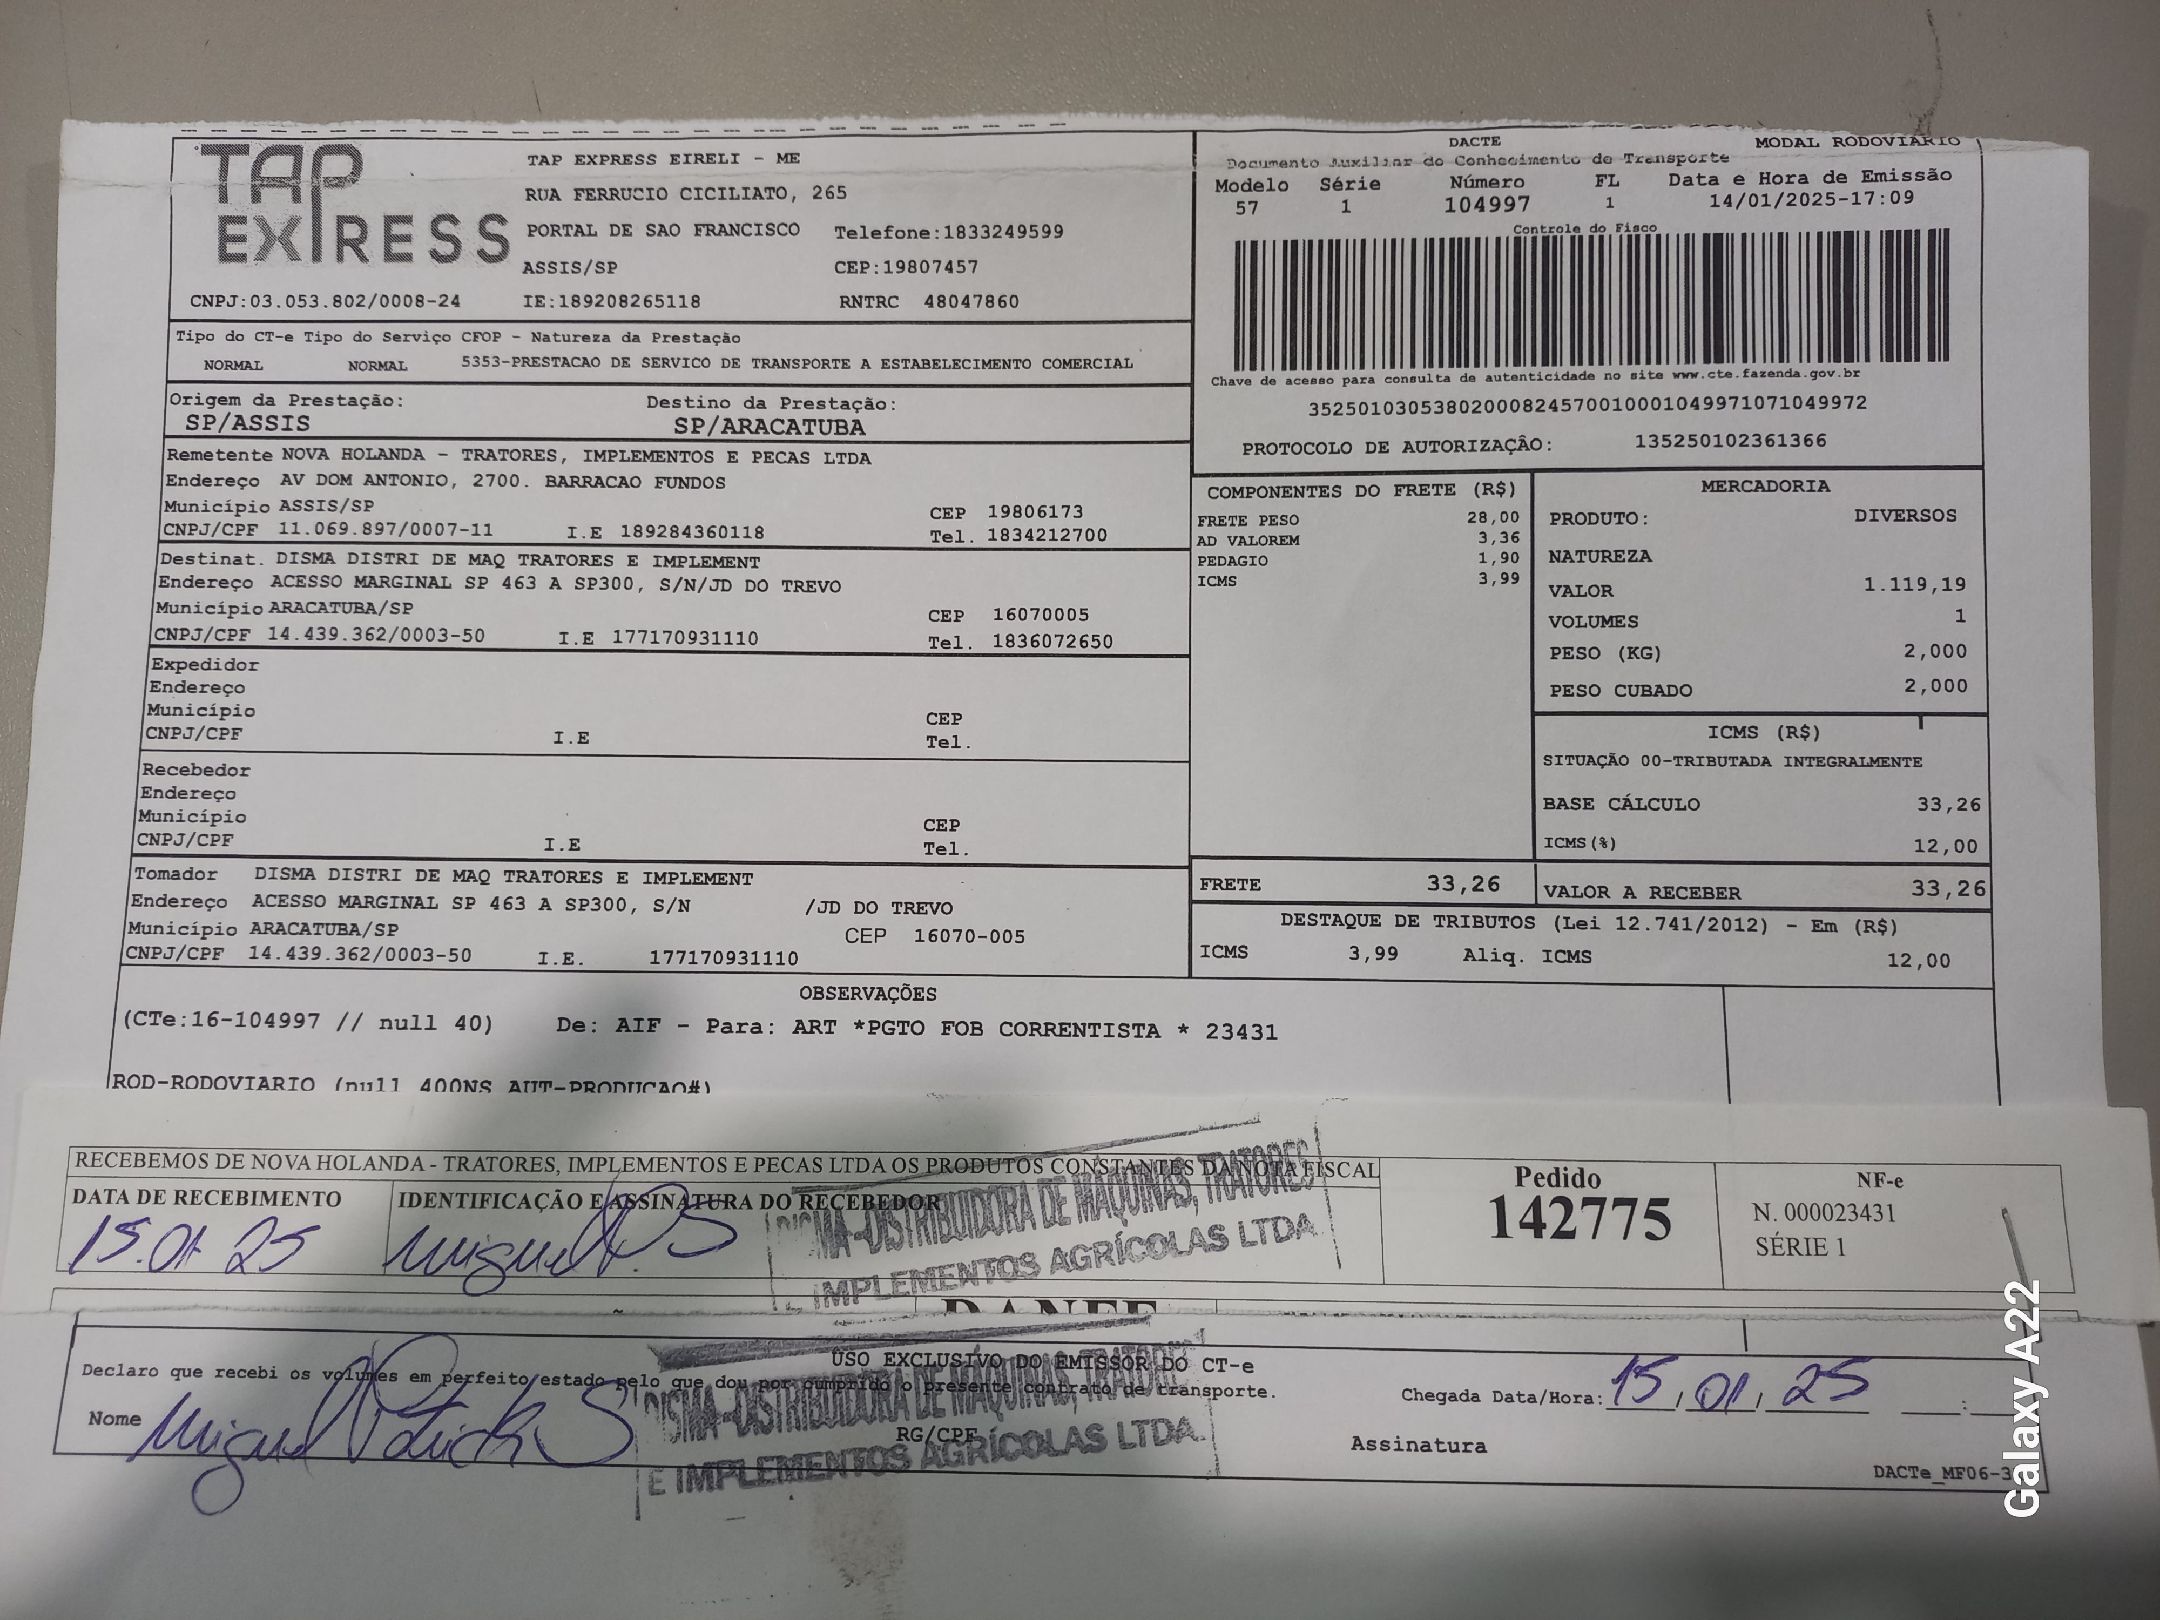 TAP EXPRESS
TAP EXPRESS EIRELI - ME
RUA FERRUCIO CICILIATO, 265
PORTAL DE SAO FRANCISCO Telefone:1833249599
ASSIS/SP CEP:19807457
CNPJ:03.053.802/0008-24 IE:189208265118 RNTRC 48047860
DACTE MODAL RODOVIÁRIO
Documento Auxiliar do Conhecimento de Transporte
Modelo Série Número FL Data e Hora de Emissão
57 1 104997 1 14/01/2025-17:09
Controle do Fisco
Chave de acesso para consulta de autenticidade no site www.cte.fazenda.gov.br
35250103053802000824570010001049971071049972
PROTOCOLO DE AUTORIZAÇÃO: 135250102361366
Tipo do CT-e Tipo do Serviço CFOP - Natureza da Prestação
NORMAL NORMAL 5353-PRESTACAO DE SERVICO DE TRANSPORTE A ESTABELECIMENTO COMERCIAL
Origem da Prestação: Destino da Prestação:
SP/ASSIS SP/ARACATUBA
Remetente NOVA HOLANDA - TRATORES, IMPLEMENTOS E PECAS LTDA
Endereço AV DOM ANTONIO, 2700. BARRACAO FUNDOS
Município ASSIS/SP CEP 19806173
CNPJ/CPF 11.069.897/0007-11 I.E 189284360118 Tel. 1834212700
Destinat. DISMA DISTRI DE MAQ TRATORES E IMPLEMENT
Endereço ACESSO MARGINAL SP 463 A SP300, S/N/JD DO TREVO
Município ARACATUBA/SP CEP 16070005
CNPJ/CPF 14.439.362/0003-50 I.E 177170931110 Tel. 1836072650
Expedidor
Endereço
Município CEP
CNPJ/CPF I.E Tel.
Recebedor
Endereço
Município CEP
CNPJ/CPF I.E Tel.
Tomador DISMA DISTRI DE MAQ TRATORES E IMPLEMENT
Endereço ACESSO MARGINAL SP 463 A SP300, S/N /JD DO TREVO
Município ARACATUBA/SP CEP 16070-005
CNPJ/CPF 14.439.362/0003-50 I.E. 177170931110
COMPONENTES DO FRETE (R$)
FRETE PESO 28,00
AD VALOREM 3,36
PEDAGIO 1,90
ICMS 3,99
MERCADORIA
PRODUTO: DIVERSOS
NATUREZA
VALOR 1.119,19
VOLUMES 1
PESO (KG) 2,000
PESO CUBADO 2,000
ICMS (R$)
SITUAÇÃO 00-TRIBUTADA INTEGRALMENTE
BASE CÁLCULO 33,26
ICMS(%) 12,00
FRETE 33,26 VALOR A RECEBER 33,26
DESTAQUE DE TRIBUTOS (Lei 12.741/2012) - Em (R$)
ICMS 3,99 Aliq. ICMS 12,00
OBSERVAÇÕES
(CTe:16-104997 // null 40) De: AIF - Para: ART *PGTO FOB CORRENTISTA * 23431
ROD-RODOVIARIO (null 400NS AUT-PRODUCAO#)
RECEBEMOS DE NOVA HOLANDA - TRATORES, IMPLEMENTOS E PECAS LTDA OS PRODUTOS CONSTANTES DA NOTA FISCAL
DATA DE RECEBIMENTO IDENTIFICAÇÃO E ASSINATURA DO RECEBEDOR
15.01 25 Miguel P. S
DISMA-DISTRIBUIDORA DE MÁQUINAS, TRATORES
E IMPLEMENTOS AGRÍCOLAS LTDA.
Pedido
142775
NF-e
N. 000023431
SÉRIE 1
DANFE
USO EXCLUSIVO DO EMISSOR DO CT-e
Declaro que recebi os volumes em perfeito estado pelo que dou por cumprido o presente contrato de transporte.
Chegada Data/Hora: 15/01/25 :
Nome Miguel Patrick S
RG/CPF
Assinatura
DISMA-DISTRIBUIDORA DE MÁQUINAS, TRATORES
E IMPLEMENTOS AGRÍCOLAS LTDA.
DACTe_MF06-3
Galaxy A22